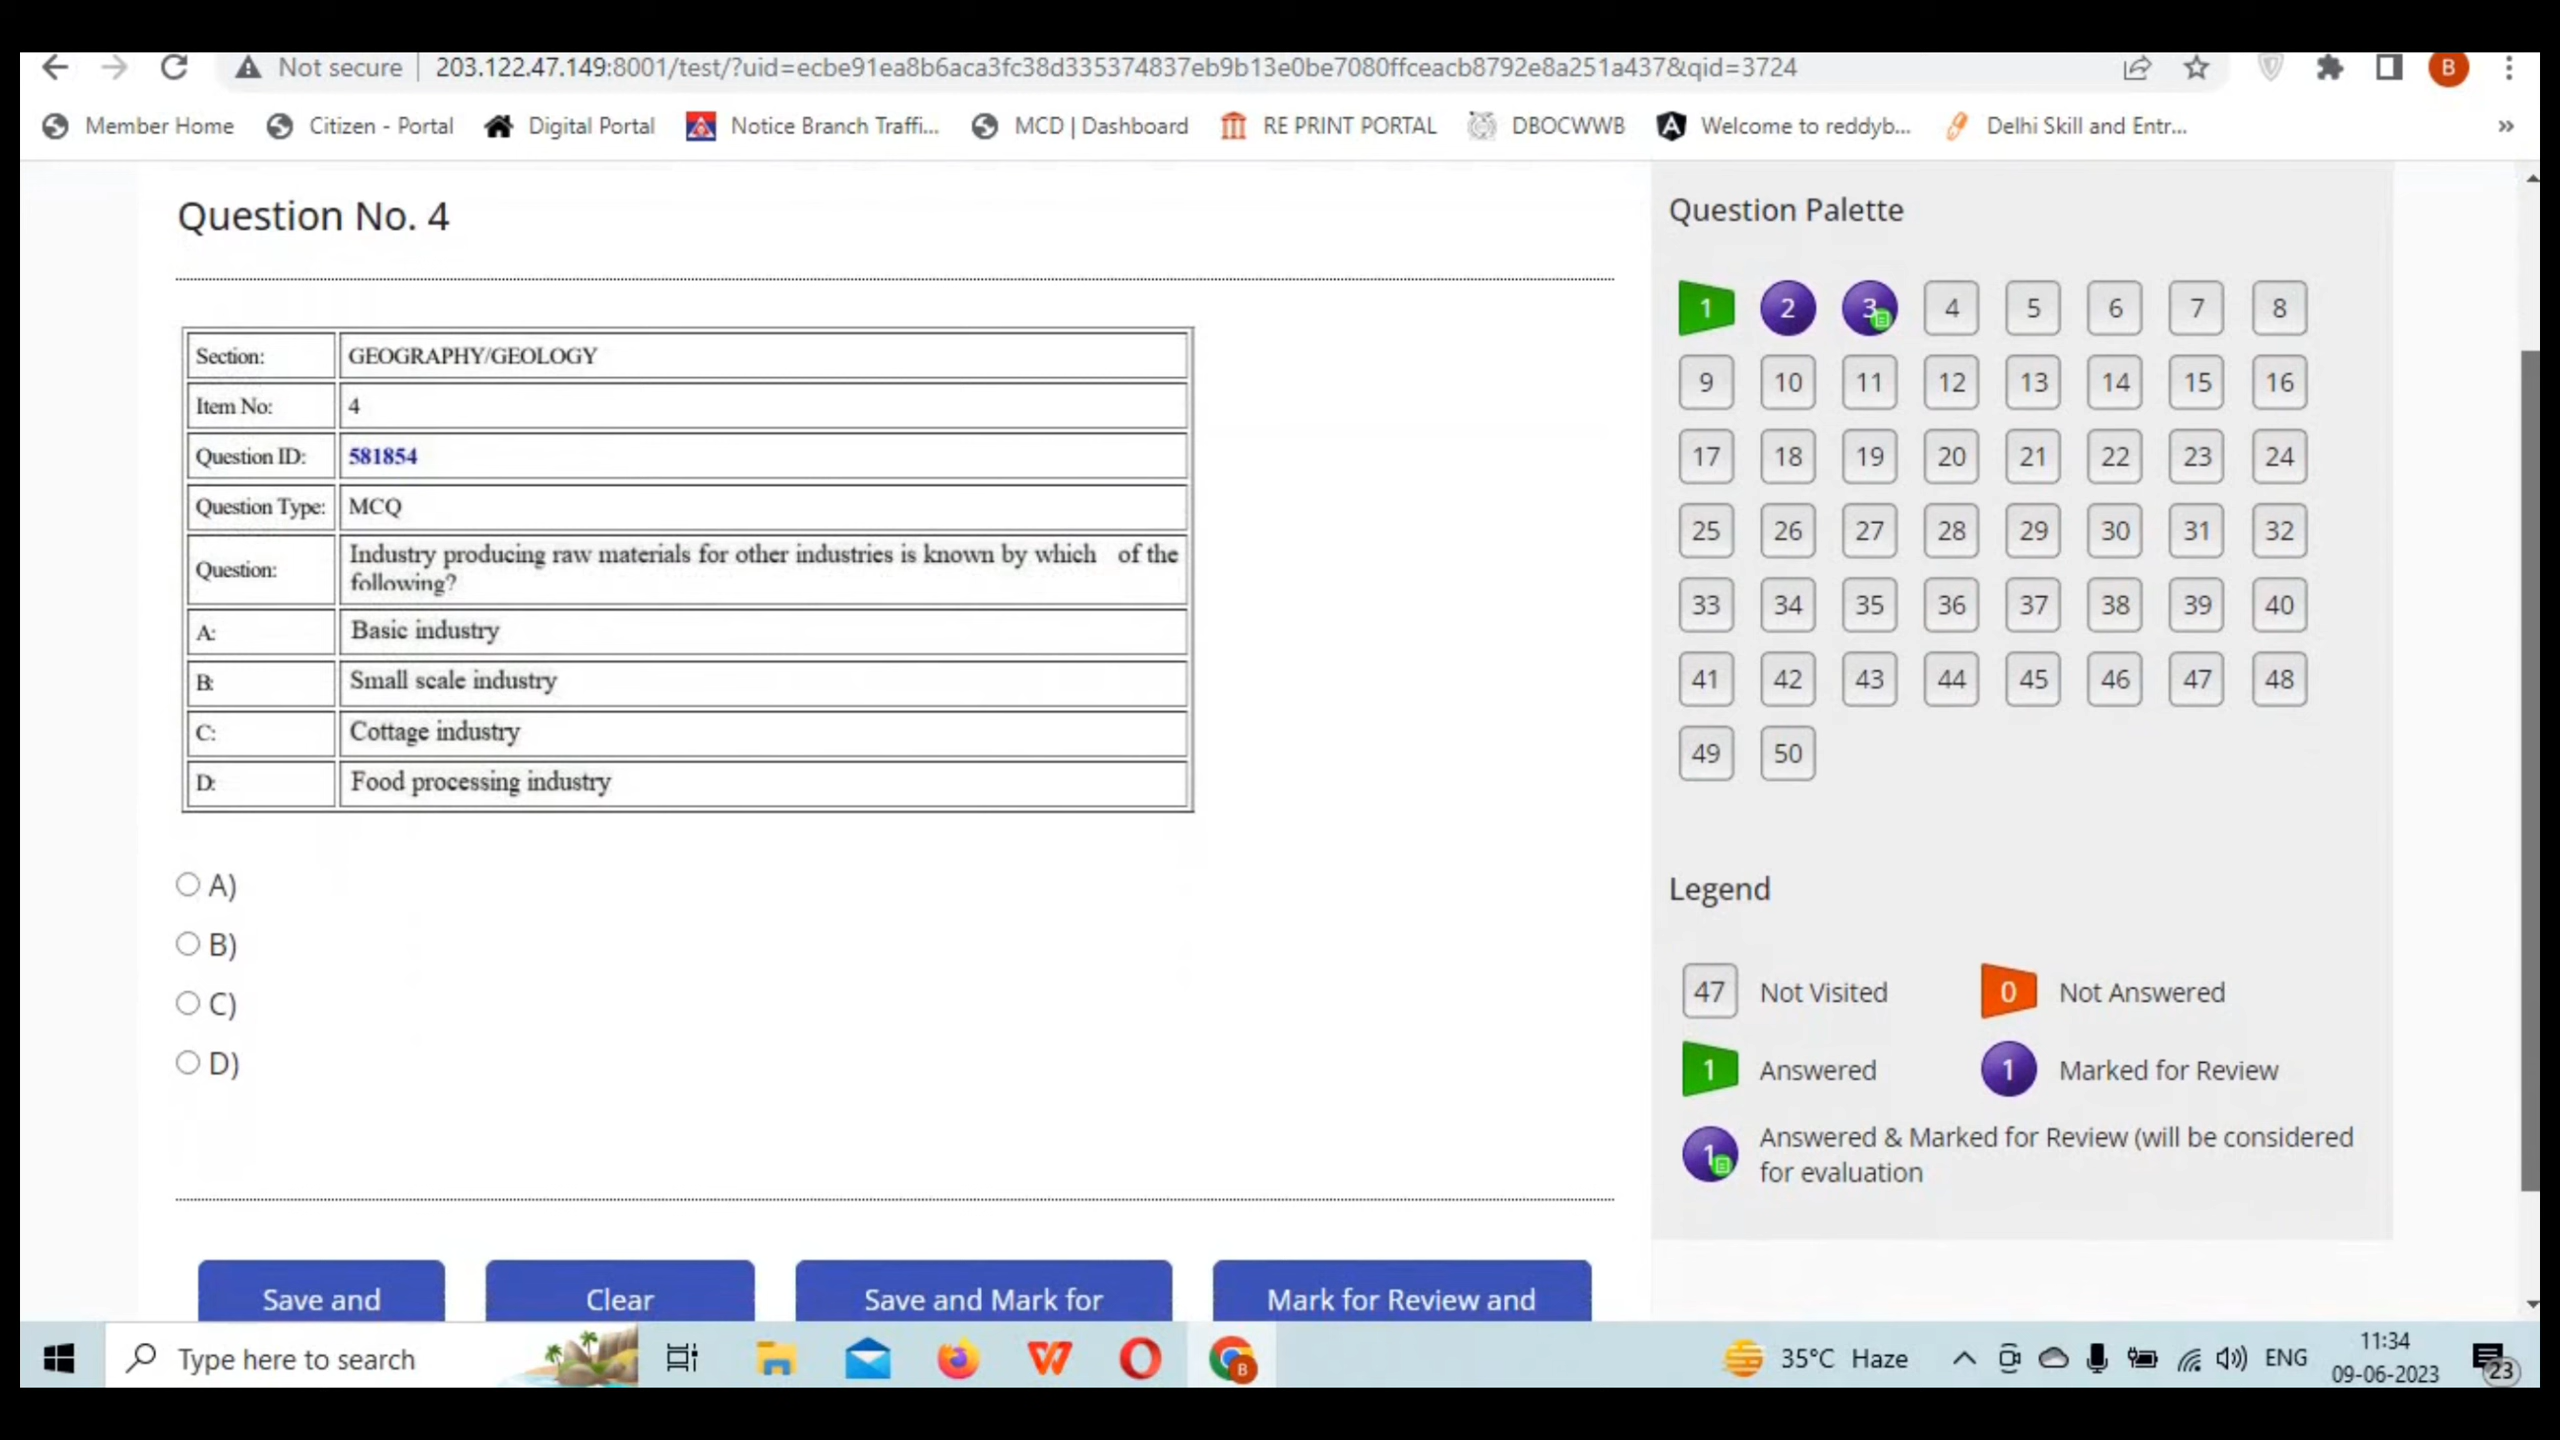 Not secure
203.122.47.149:8001/test/?uid=ecbe91ea8b6aca3fc38d335374837eb9b13e0be7080ffceacb8792e8a251a437&qid=3724
B
Member Home
Citizen - Portal
Digital Portal
Notice Branch Traffi...
MCD | Dashboard
RE PRINT PORTAL
DBOCWWB
Welcome to reddyb...
Delhi Skill and Entr...
»
Question No. 4
Section: GEOGRAPHY/GEOLOGY
Item No: 4
Question ID: 581854
Question Type: MCQ
Question: Industry producing raw materials for other industries is known by which of the
following?
A: Basic industry
B: Small scale industry
C: Cottage industry
D: Food processing industry
A)
B)
C)
D)
Save and
Clear
Save and Mark for
Mark for Review and
Question Palette
1 2 3 4 5 6 7 8
9 10 11 12 13 14 15 16
17 18 19 20 21 22 23 24
25 26 27 28 29 30 31 32
33 34 35 36 37 38 39 40
41 42 43 44 45 46 47 48
49 50
Legend
47 Not Visited
0 Not Answered
1 Answered
1 Marked for Review
1 Answered & Marked for Review (will be considered
for evaluation
Type here to search
B
35°C Haze
ENG
11:34
09-06-2023
23